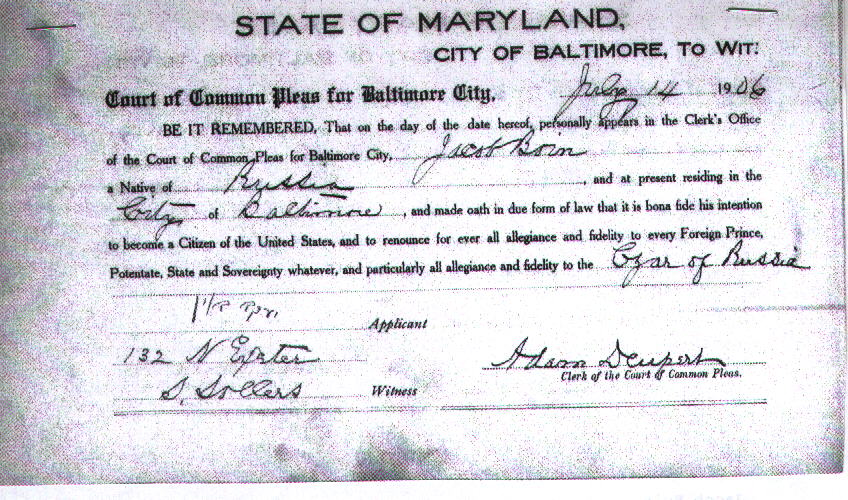 STATE OF MARYLAND,
CITY OF BALTIMORE, TO WIT:
Court of Common Pleas for Baltimore City, July 14 1906
BE IT REMEMBERED, That on the day of the date hereof, personally appears in the Clerk's Office
of the Court of Common Pleas for Baltimore City, Jacob Born
a Native of Russia , and at present residing in the
City of Baltimore , and made oath in due form of law that it is bona fide his intention
to become a Citizen of the United States, and to renounce for ever all allegiance and fidelity to every Foreign Prince,
Potentate, State and Sovereignty whatever, and particularly all allegiance and fidelity to the Czar of Russia
Applicant
132 N Exeter
Adam Deupert
Clerk of the Court of Common Pleas.
S. Sollers Witness